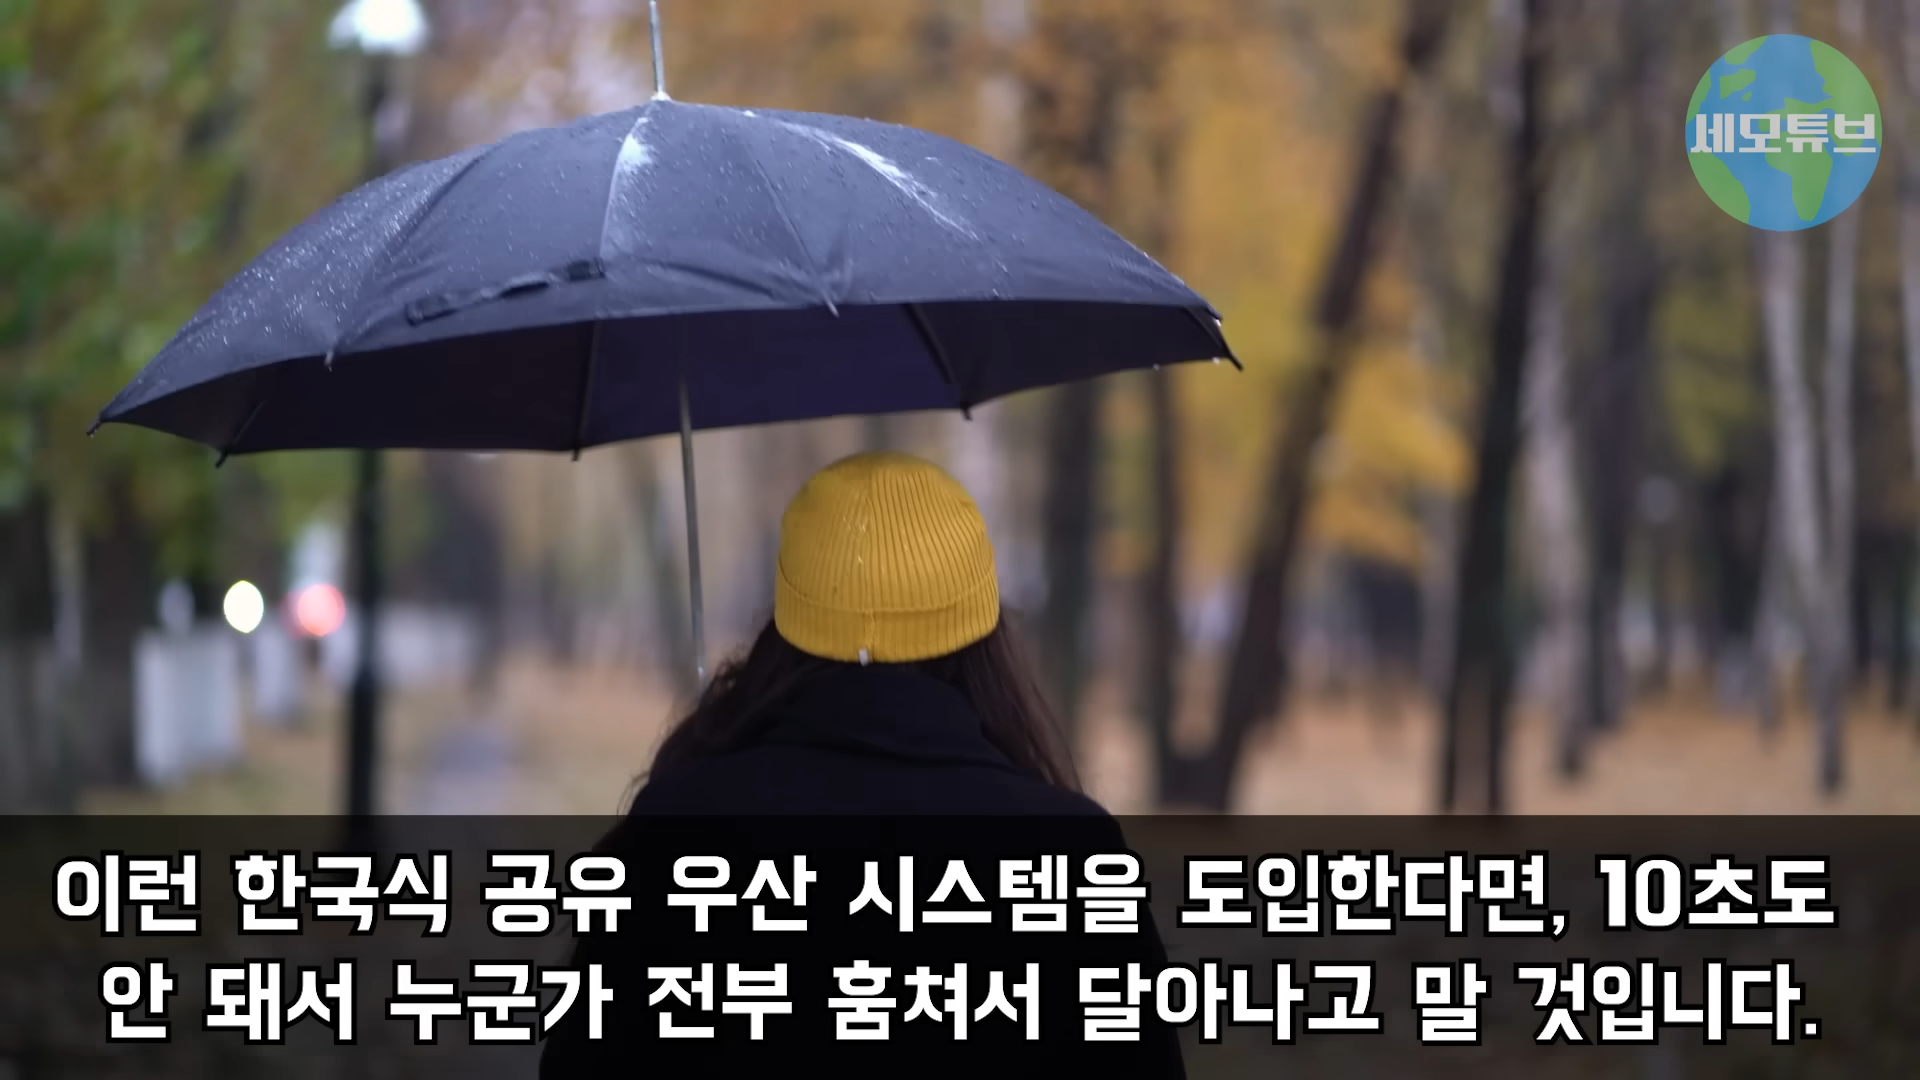 세모튜브
이런 한국식 공유 우산 시스템을 도입한다면, 10초도
안 돼서 누군가 전부 훔쳐서 달아나고 말 것입니다.